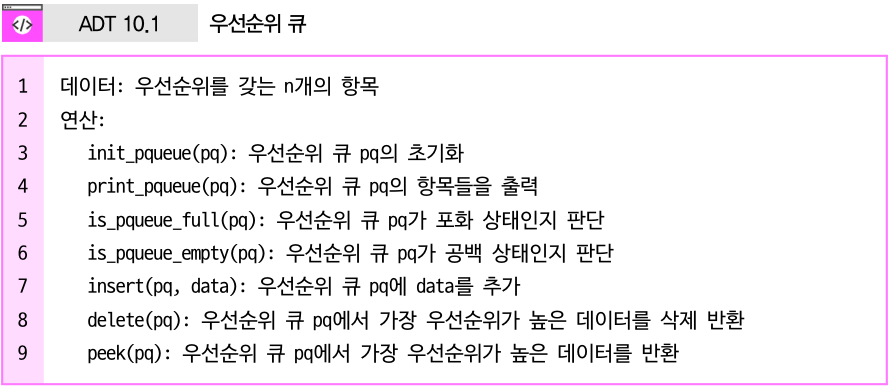 </> ADT 10.1 우선순위 큐
1 데이터: 우선순위를 갖는 n개의 항목
2 연산:
3 init_pqueue(pq): 우선순위 큐 pq의 초기화
4 print_pqueue(pq): 우선순위 큐 pq의 항목들을 출력
5 is_pqueue_full(pq): 우선순위 큐 pq가 포화 상태인지 판단
6 is_pqueue_empty(pq): 우선순위 큐 pq가 공백 상태인지 판단
7 insert(pq, data): 우선순위 큐 pq에 data를 추가
8 delete(pq): 우선순위 큐 pq에서 가장 우선순위가 높은 데이터를 삭제 반환
9 peek(pq): 우선순위 큐 pq에서 가장 우선순위가 높은 데이터를 반환